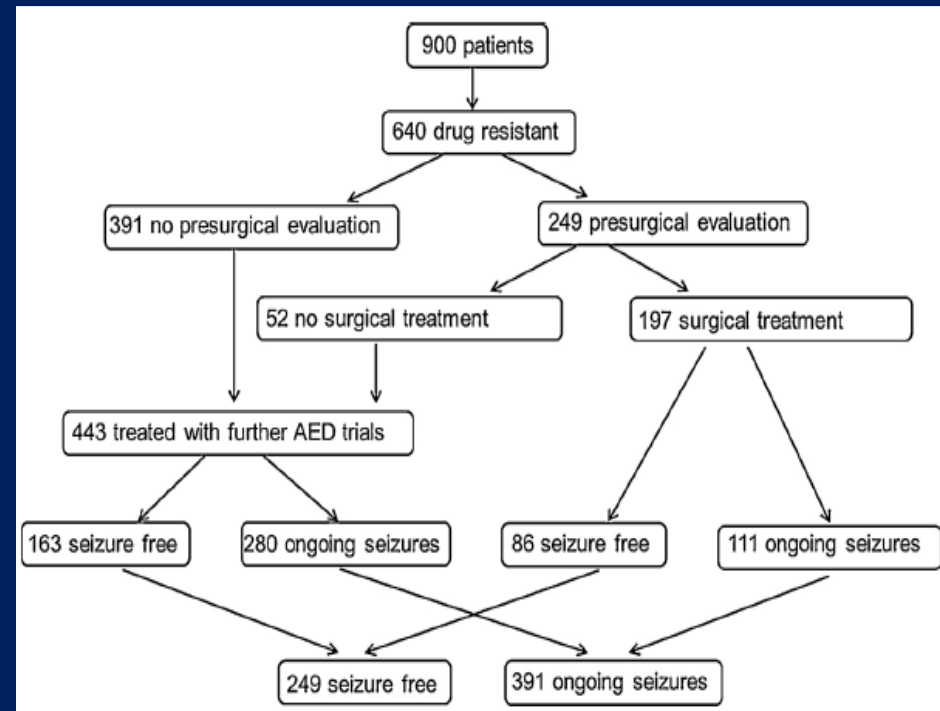 900 patients
640 drug resistant
391 no presurgical evaluation
249 presurgical evaluation
52 no surgical treatment
197 surgical treatment
443 treated with further AED trials
163 seizure free
280 ongoing seizures
86 seizure free
111 ongoing seizures
249 seizure free
391 ongoing seizures